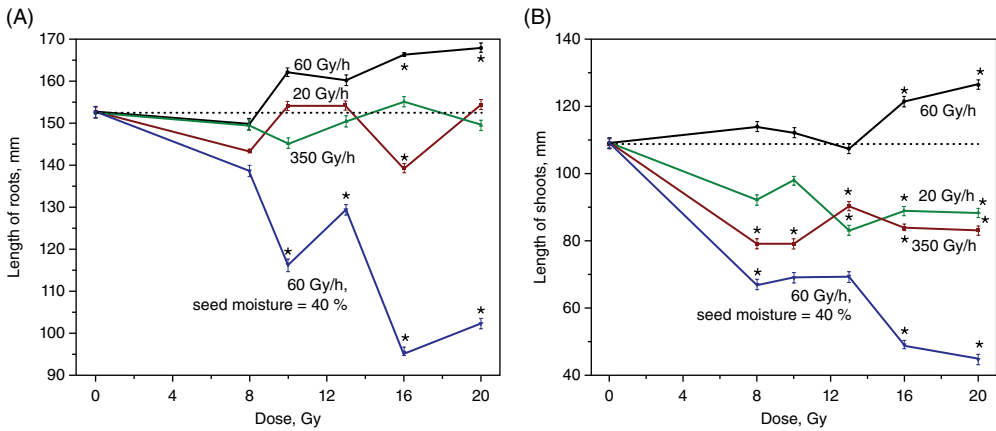 (A)
Length of roots, mm
170
160
150
140
130
120
110
100
90
60 Gy/h
20 Gy/h
350 Gy/h
*
*
*
*
*
*
*
60 Gy/h,
seed moisture = 40 %
0
4
8
12
16
20
Dose, Gy
(B)
Length of shoots, mm
120
100
80
60
40
60 Gy/h
20 Gy/h
350 Gy/h
*
*
*
*
*
*
*
*
*
*
*
*
*
60 Gy/h,
seed moisture = 40 %
0
4
8
12
16
20
Dose, Gy